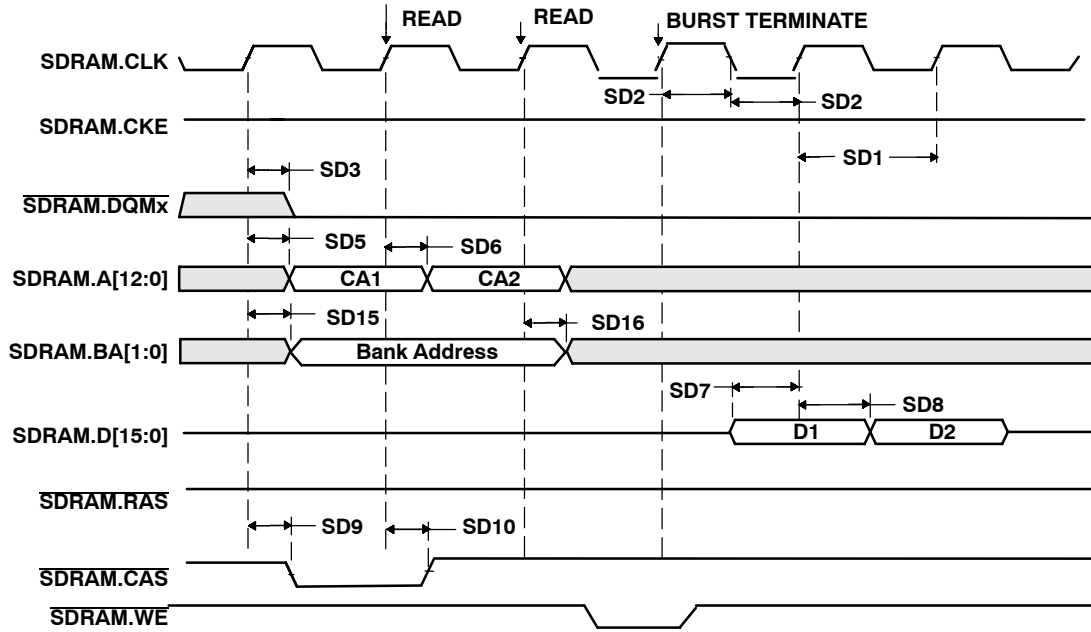 READ READ BURST TERMINATE
SDRAM.CLK
SD2 SD2
SDRAM.CKE
SD3 SD1
SDRAM.DQMx
SD5 SD6
SDRAM.A[12:0] CA1 CA2
SD15 SD16
SDRAM.BA[1:0] Bank Address
SD7 SD8
SDRAM.D[15:0] D1 D2
SDRAM.RAS
SD9 SD10
SDRAM.CAS
SDRAM.WE